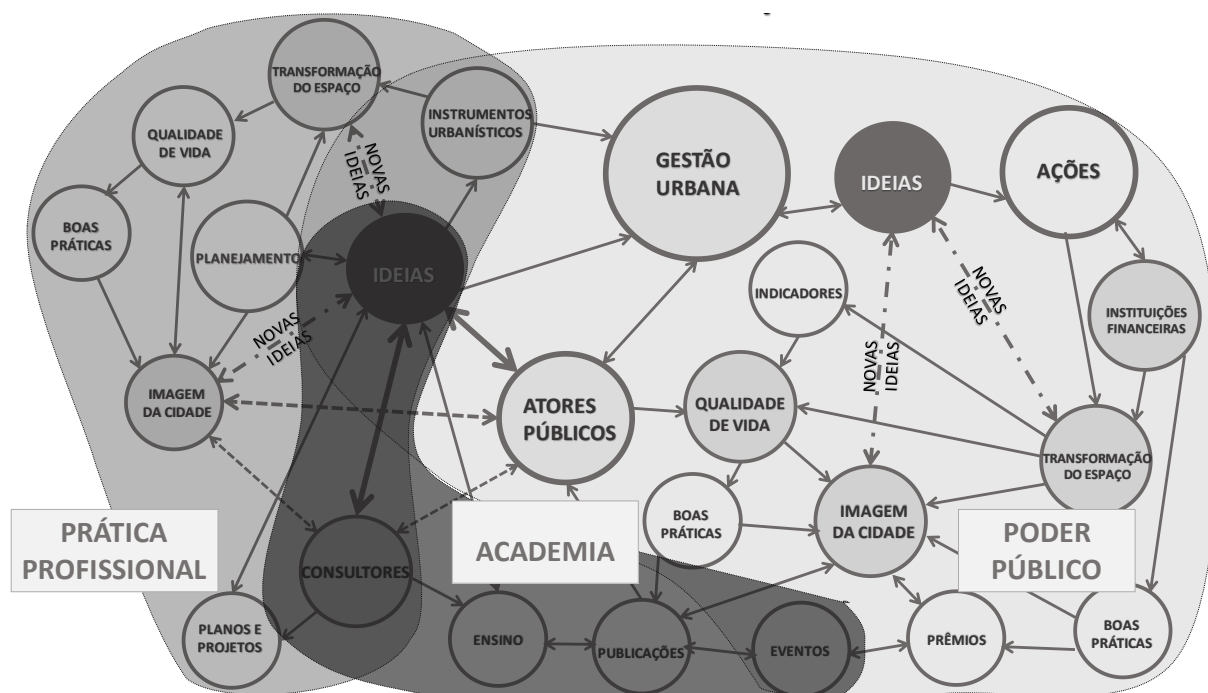 TRANSFORMAÇÃO
DO ESPAÇO
INSTRUMENTOS
URBANÍSTICOS
QUALIDADE
DE VIDA
NOVAS
IDEIAS
BOAS
PRÁTICAS
PLANEJAMENTO
IDEIAS
NOVAS
IDEIAS
IMAGEM
DA CIDADE
GESTÃO
URBANA
IDEIAS
AÇÕES
INDICADORES
NOVAS
IDEIAS
NOVAS
IDEIAS
INSTITUIÇÕES
FINANCEIRAS
ATORES
PÚBLICOS
QUALIDADE
DE VIDA
TRANSFORMAÇÃO
DO ESPAÇO
BOAS
PRÁTICAS
IMAGEM
DA CIDADE
PRÁTICA
PROFISSIONAL
ACADEMIA
PODER
PÚBLICO
CONSULTORES
PLANOS E
PROJETOS
ENSINO
PUBLICAÇÕES
EVENTOS
PRÊMIOS
BOAS
PRÁTICAS